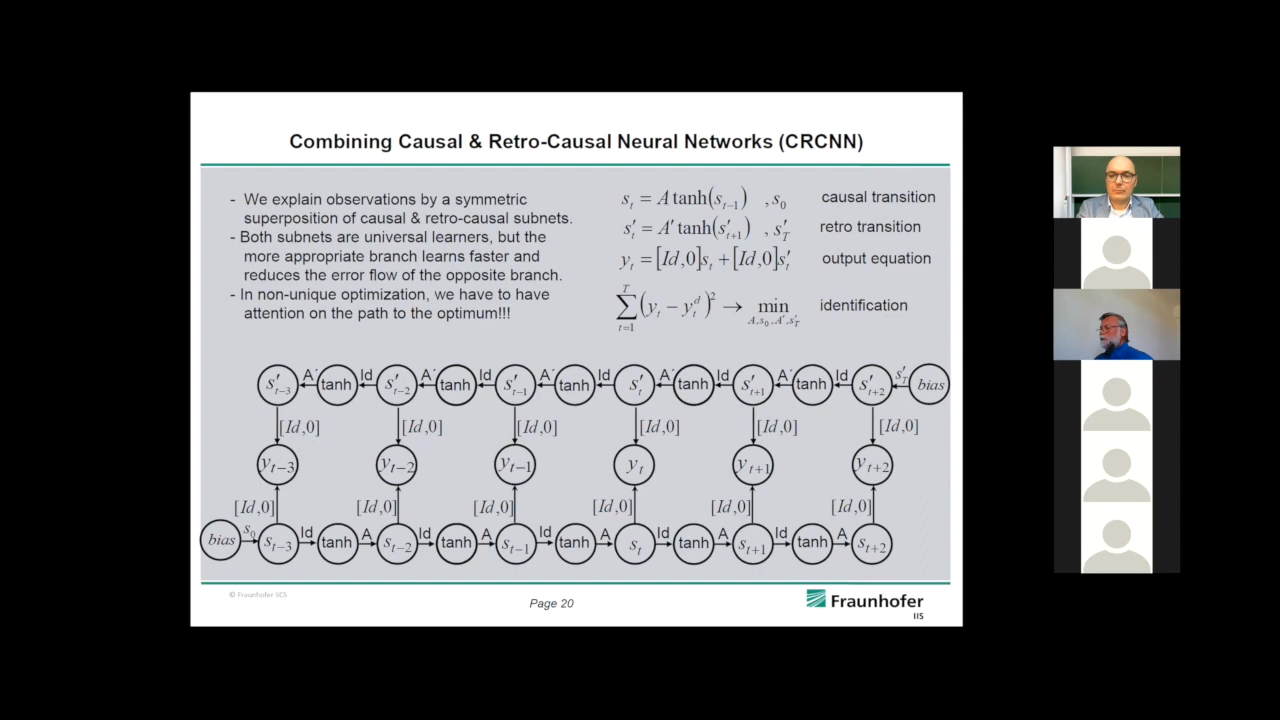 Combining Causal & Retro-Causal Neural Networks (CRCNN)
- We explain observations by a symmetric
superposition of causal & retro-causal subnets.
- Both subnets are universal learners, but the
more appropriate branch learns faster and
reduces the error flow of the opposite branch.
- In non-unique optimization, we have to have
attention on the path to the optimum!!!
s_t = A tanh(s_{t-1}) , s_0 causal transition
s'_t = A' tanh(s'_{t+1}) , s'_T retro transition
y_t = [Id,0]s_t + [Id,0]s'_t output equation
∑_{t=1}^{T} (y_t − y_t^d)^2 → min_{A,s_0,A',s'_T} identification
s'_{t-3} A´ tanh Id s'_{t-2} A´ tanh Id s'_{t-1} A´ tanh Id s'_t A´ tanh Id s'_{t+1} A´ tanh Id s'_{t+2} s'_T bias
[Id,0] [Id,0] [Id,0] [Id,0] [Id,0] [Id,0]
y_{t-3} y_{t-2} y_{t-1} y_t y_{t+1} y_{t+2}
[Id,0] [Id,0] [Id,0] [Id,0] [Id,0] [Id,0]
bias s_0 s_{t-3} Id tanh A s_{t-2} Id tanh A s_{t-1} Id tanh A s_t Id tanh A s_{t+1} Id tanh A s_{t+2}
© Fraunhofer SCS
Page 20
Fraunhofer
IIS